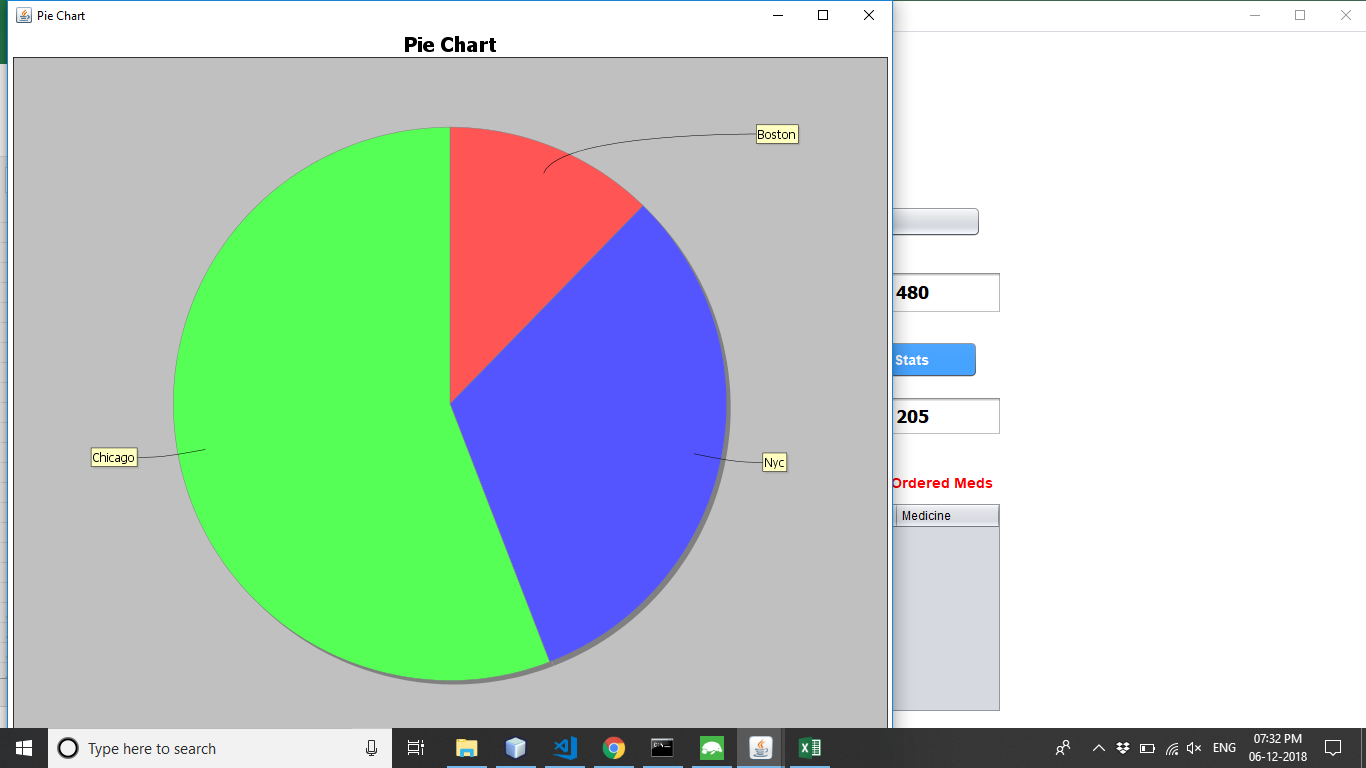 Pie Chart
Pie Chart
Boston
Chicago
Nyc
480
Stats
205
Ordered Meds
Medicine
Type here to search
ENG
07:32 PM
06-12-2018